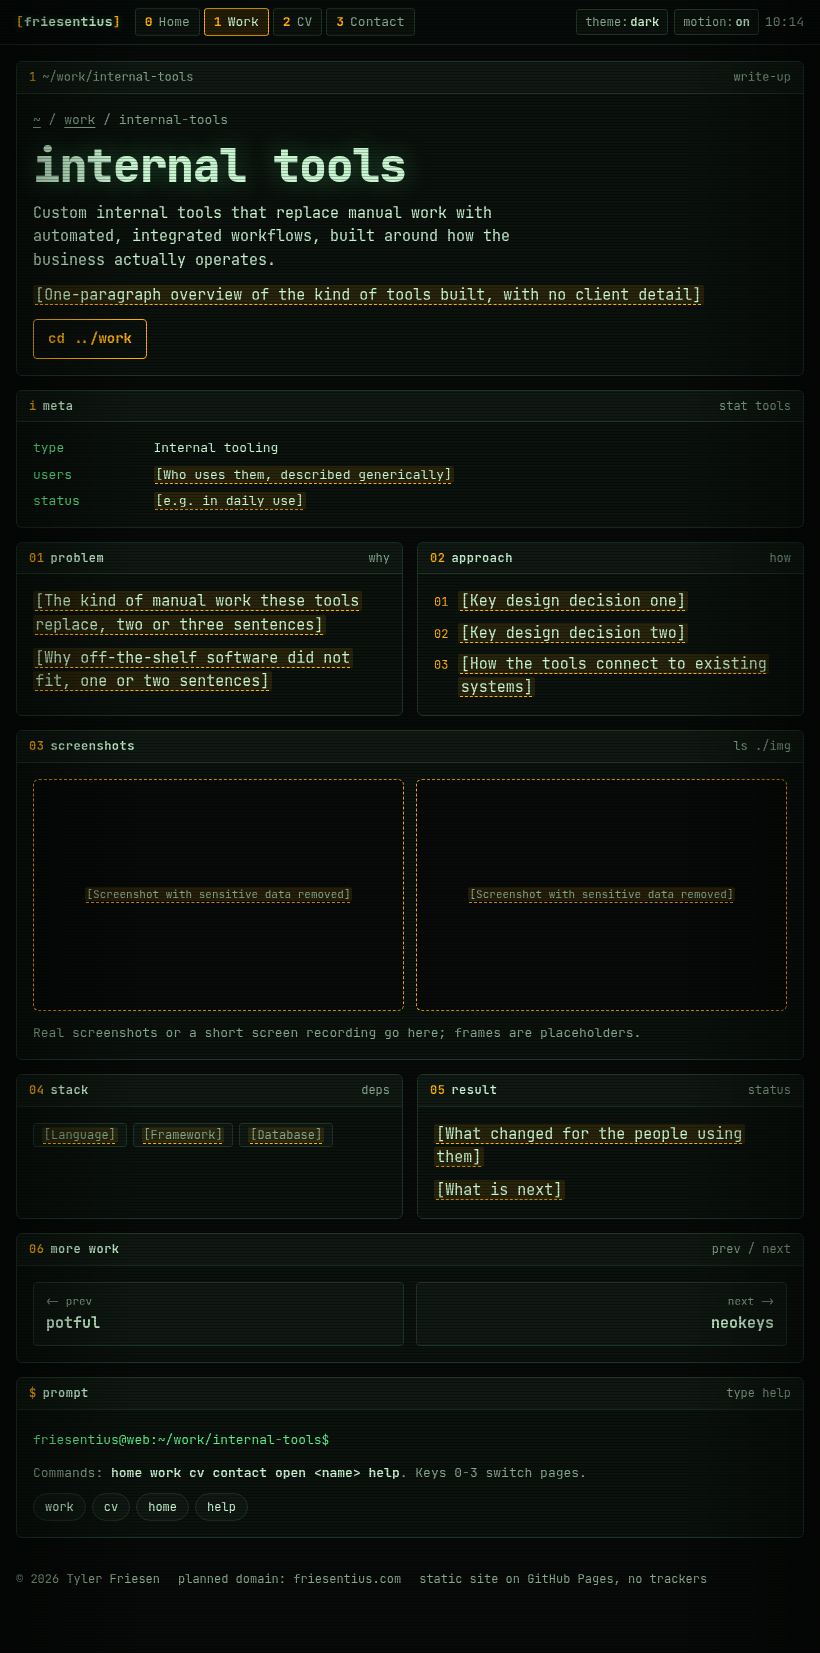 [friesentius] 0 Home 1 Work 2 CV 3 Contact theme:dark motion:on 10:14
1 ~/work/internal-tools write-up
~ / work / internal-tools
internal tools
Custom internal tools that replace manual work with
automated, integrated workflows, built around how the
business actually operates.
[One-paragraph overview of the kind of tools built, with no client detail]
cd ../work
i meta stat tools
type Internal tooling
users [Who uses them, described generically]
status [e.g. in daily use]
01 problem why
[The kind of manual work these tools
replace, two or three sentences]
[Why off-the-shelf software did not
fit, one or two sentences]
02 approach how
01 [Key design decision one]
02 [Key design decision two]
03 [How the tools connect to existing
systems]
03 screenshots ls ./img
[Screenshot with sensitive data removed] [Screenshot with sensitive data removed]
Real screenshots or a short screen recording go here; frames are placeholders.
04 stack deps
[Language] [Framework] [Database]
05 result status
[What changed for the people using
them]
[What is next]
06 more work prev / next
← prev
potful
next →
neokeys
$ prompt type help
friesentius@web:~/work/internal-tools$
Commands: home work cv contact open <name> help. Keys 0-3 switch pages.
work cv home help
© 2026 Tyler Friesen planned domain: friesentius.com static site on GitHub Pages, no trackers